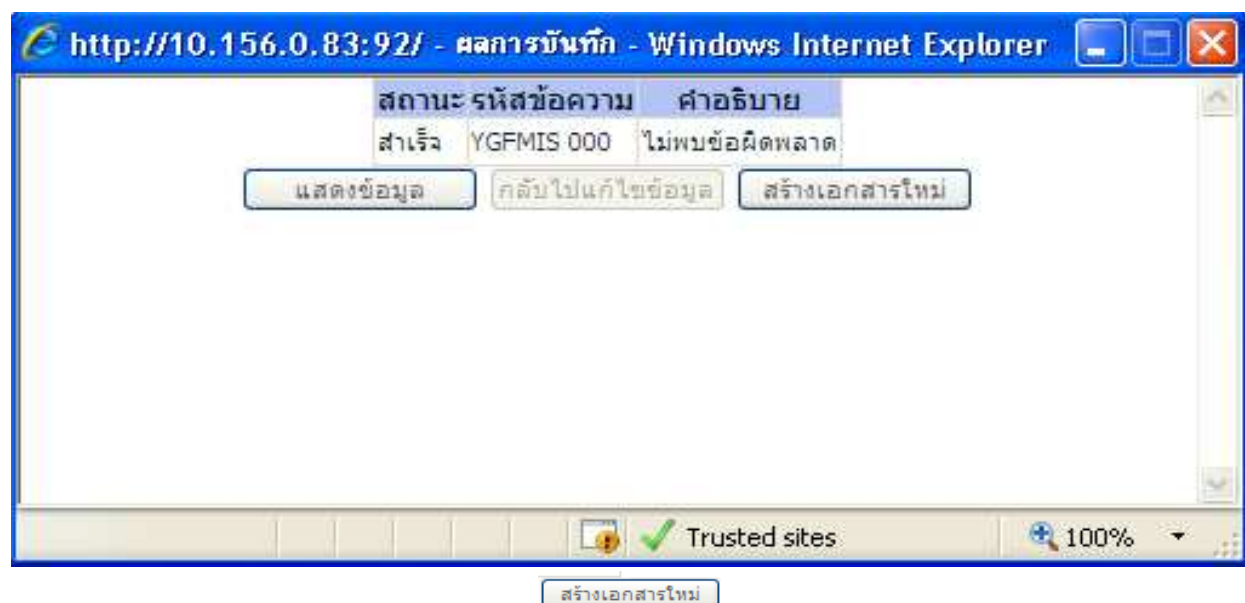 http://10.156.0.83:92/ - ผลการบันทึก - Windows Internet Explorer
สถานะ รหัสข้อความ คำอธิบาย
สำเร็จ YGFMIS 000 ไม่พบข้อผิดพลาด
แสดงข้อมูล กลับไปแก้ไขข้อมูล สร้างเอกสารใหม่
Trusted sites 100%
สร้างเอกสารใหม่